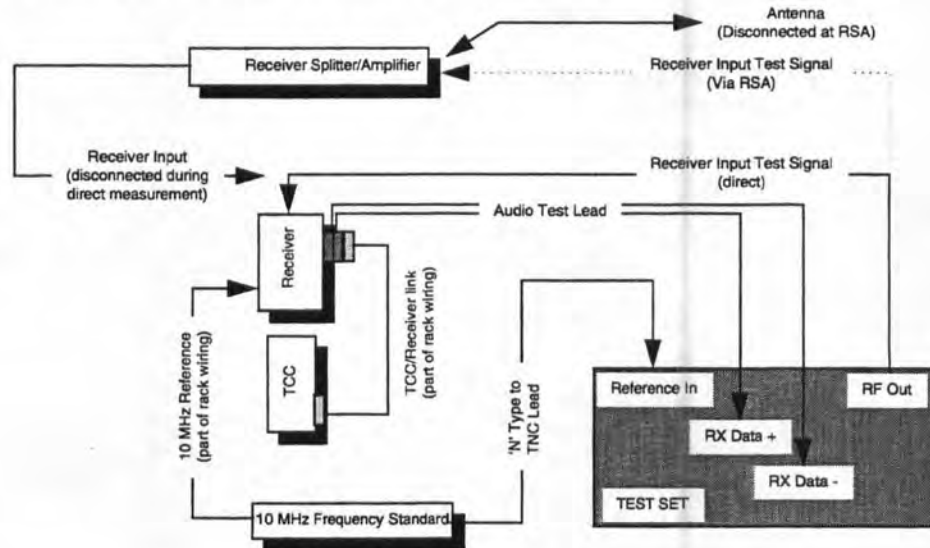 Antenna
(Disconnected at RSA)
Receiver Splitter/Amplifier
Receiver Input Test Signal
(Via RSA)
Receiver Input
(disconnected during
direct measurement)
Receiver Input Test Signal
(direct)
Audio Test Lead
Receiver
10 MHz Reference
(part of rack wiring)
TCC/Receiver link
(part of rack wiring)
'N' Type to
TNC Lead
TCC
Reference In
RF Out
RX Data +
RX Data -
TEST SET
10 MHz Frequency Standard